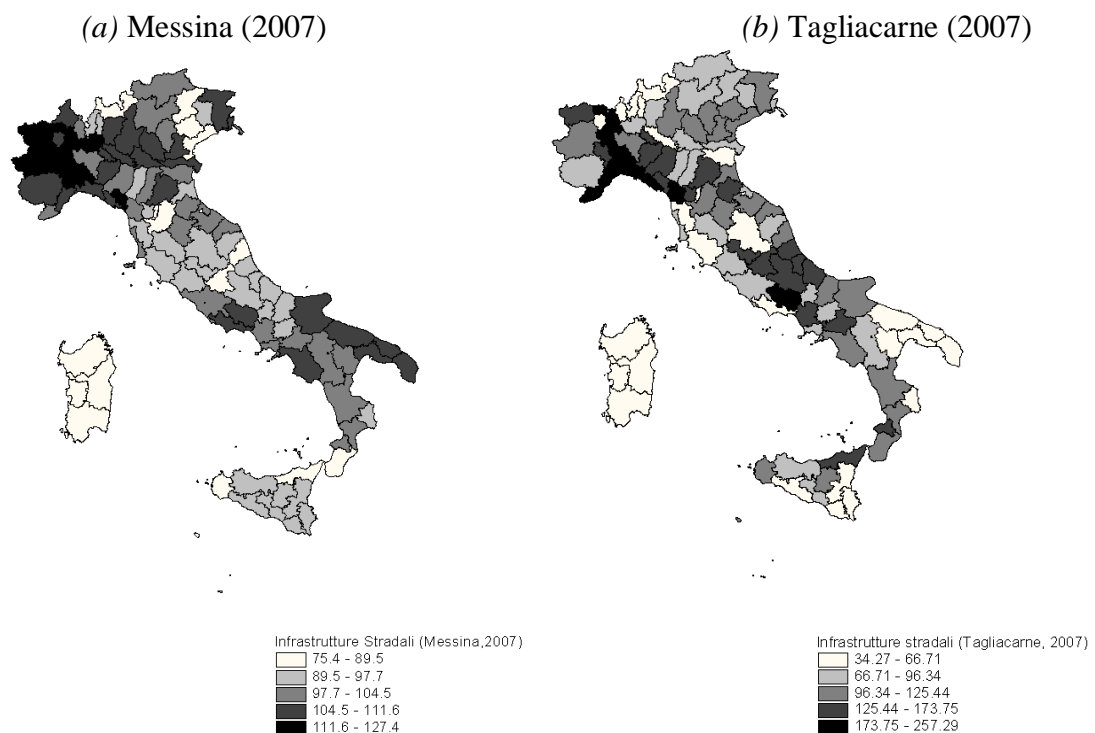 (a) Messina (2007)
(b) Tagliacarne (2007)
Infrastrutture Stradali (Messina,2007)
75.4 - 89.5
89.5 - 97.7
97.7 - 104.5
104.5 - 111.6
111.6 - 127.4
Infrastrutture stradali (Tagliacarne, 2007)
34.27 - 66.71
66.71 - 96.34
96.34 - 125.44
125.44 - 173.75
173.75 - 257.29